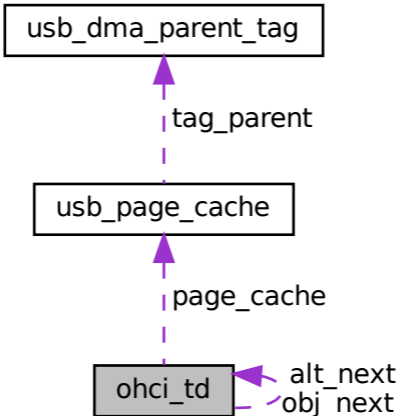 usb_dma_parent_tag
tag_parent
usb_page_cache
page_cache
ohci_td
alt_next
obj_next